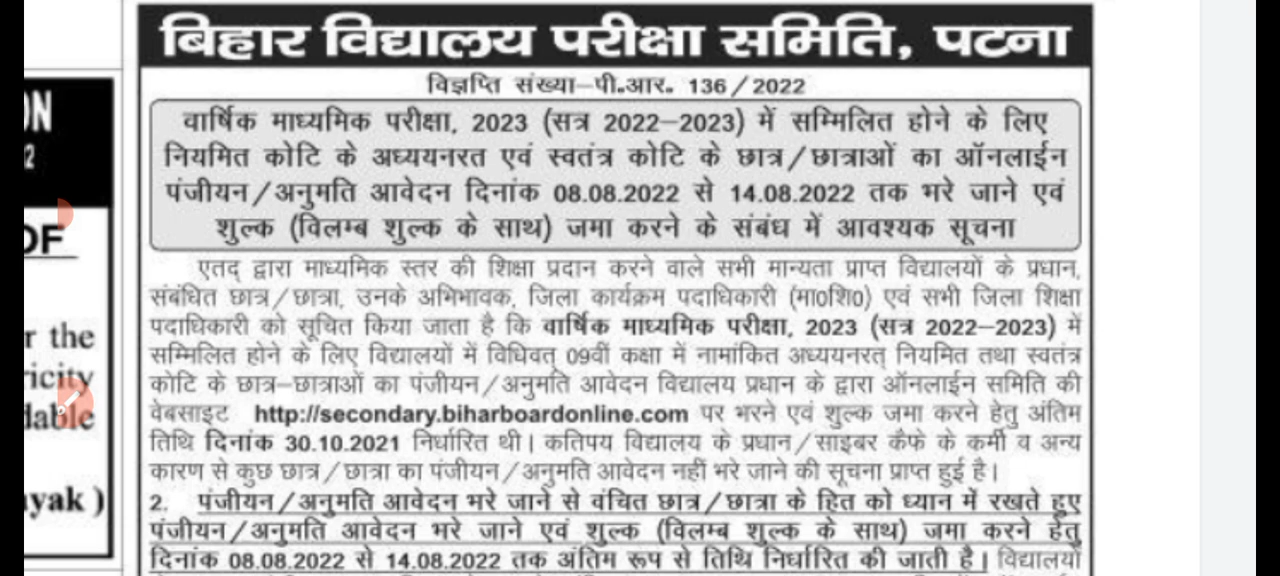 बिहार विद्यालय परीक्षा समिति, पटना
विज्ञप्ति संख्या–पी.आर. 136 / 2022
वार्षिक माध्यमिक परीक्षा, 2023 (सत्र 2022–2023) में सम्मिलित होने के लिए
नियमित कोटि के अध्ययनरत एवं स्वतंत्र कोटि के छात्र/छात्राओं का ऑनलाईन
पंजीयन/अनुमति आवेदन दिनांक 08.08.2022 से 14.08.2022 तक भरे जाने एवं
शुल्क (विलम्ब शुल्क के साथ) जमा करने के संबंध में आवश्यक सूचना
एतद् द्वारा माध्यमिक स्तर की शिक्षा प्रदान करने वाले सभी मान्यता प्राप्त विद्यालयों के प्रधान,
संबंधित छात्र/छात्रा, उनके अभिभावक, जिला कार्यक्रम पदाधिकारी (मा0शि0) एवं सभी जिला शिक्षा
पदाधिकारी को सूचित किया जाता है कि वार्षिक माध्यमिक परीक्षा, 2023 (सत्र 2022–2023) में
सम्मिलित होने के लिए विद्यालयों में विधिवत् 09वीं कक्षा में नामांकित अध्ययनरत् नियमित तथा स्वतंत्र
कोटि के छात्र–छात्राओं का पंजीयन/अनुमति आवेदन विद्यालय प्रधान के द्वारा ऑनलाईन समिति की
वेबसाइट http://secondary.biharboardonline.com पर भरने एवं शुल्क जमा करने हेतु अंतिम
तिथि दिनांक 30.10.2021 निर्धारित थी। कतिपय विद्यालय के प्रधान/साइबर कैफे के कर्मी व अन्य
कारण से कुछ छात्र/छात्रा का पंजीयन/अनुमति आवेदन नहीं भरे जाने की सूचना प्राप्त हुई है।
2. पंजीयन/अनुमति आवेदन भरे जाने से वंचित छात्र/छात्रा के हित को ध्यान में रखते हुए
पंजीयन/अनुमति आवेदन भरे जाने एवं शुल्क (विलम्ब शुल्क के साथ) जमा करने हेतु
दिनांक 08.08.2022 से 14.08.2022 तक अंतिम रूप से तिथि निर्धारित की जाती है। विद्यालयों
ON
2
OF
r the
ricity
dable
ayak )